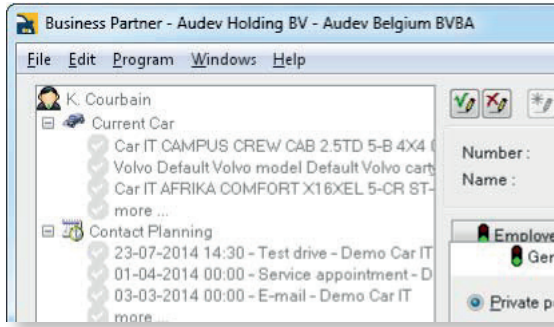 Business Partner - Audev Holding BV - Audev Belgium BVBA
File Edit Program Windows Help
K. Courbain
Current Car
Car IT CAMPUS CREW CAB 2.5TD 5-B 4X4
Volvo Default Volvo model Default Volvo cart
Car IT AFRIKA COMFORT X16XEL 5-CR ST-
more ...
Contact Planning
23-07-2014 14:30 - Test drive - Demo Car IT
01-04-2014 00:00 - Service appointment - D
03-03-2014 00:00 - E-mail - Demo Car IT
more ...
Number :
Name :
Employe
Ger
Private p